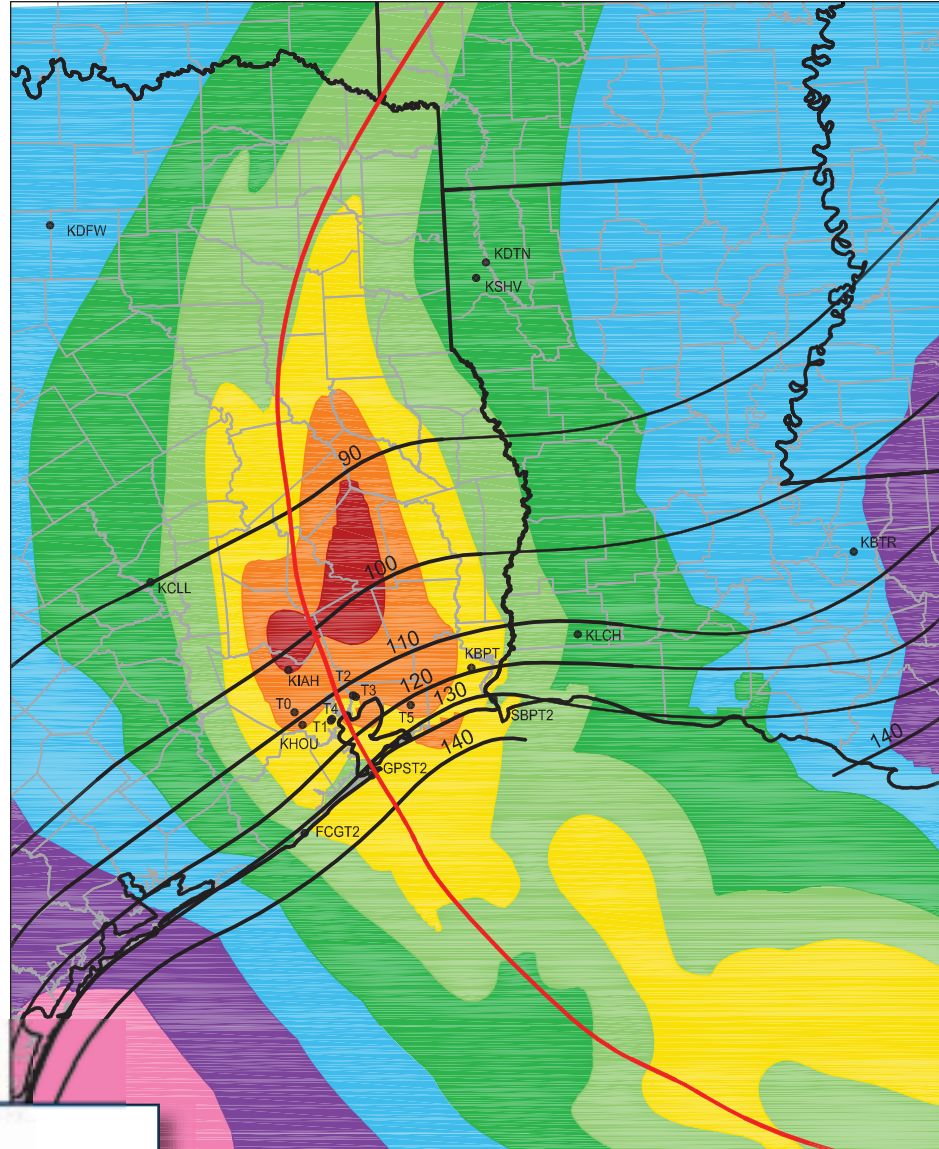 KDFW
KDTN
KSHV
90
100
KBTR
KCLL
110
KLCH
KBPT
KIAH
T2
T3
120
130
T0
T4
T5
T1
SBPT2
KHOU
140
140
GPST2
FCGT2